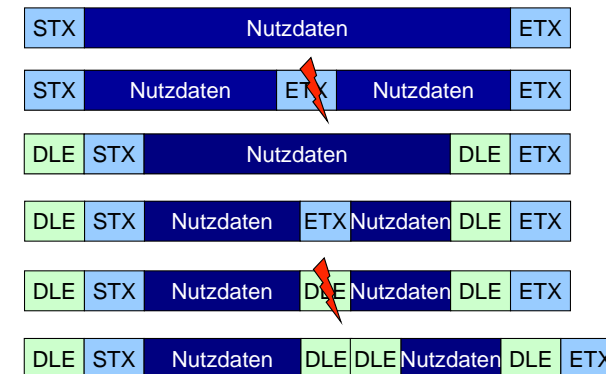 STX Nutzdaten ETX
STX Nutzdaten ETX Nutzdaten ETX
DLE STX Nutzdaten DLE ETX
DLE STX Nutzdaten ETX Nutzdaten DLE ETX
DLE STX Nutzdaten DLE Nutzdaten DLE ETX
DLE STX Nutzdaten DLE DLE Nutzdaten DLE ETX